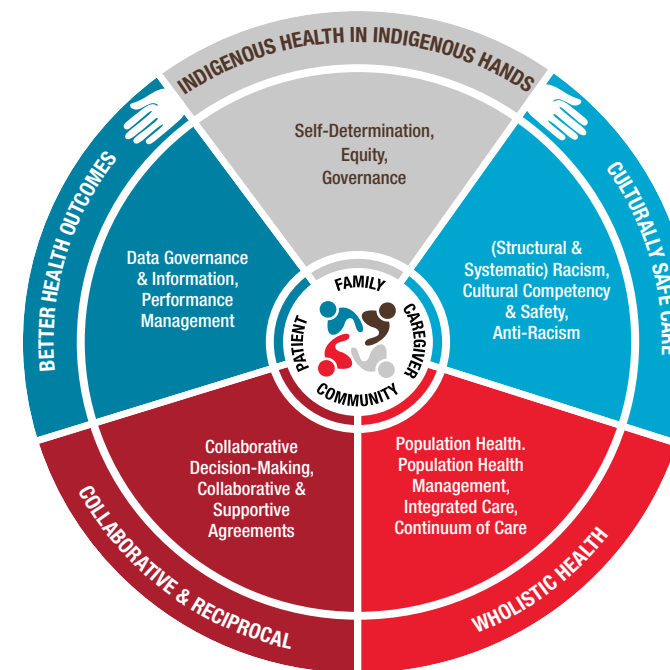 INDIGENOUS HEALTH IN INDIGENOUS HANDS
Self-Determination,
Equity,
Governance
CULTURALLY SAFE CARE
(Structural &
Systematic) Racism,
Cultural Competency
& Safety,
Anti-Racism
WHOLISTIC HEALTH
Population Health.
Population Health
Management,
Integrated Care,
Continuum of Care
COLLABORATIVE & RECIPROCAL
Collaborative
Decision-Making,
Collaborative &
Supportive
Agreements
BETTER HEALTH OUTCOMES
Data Governance
& Information,
Performance
Management
FAMILY
CAREGIVER
COMMUNITY
PATIENT